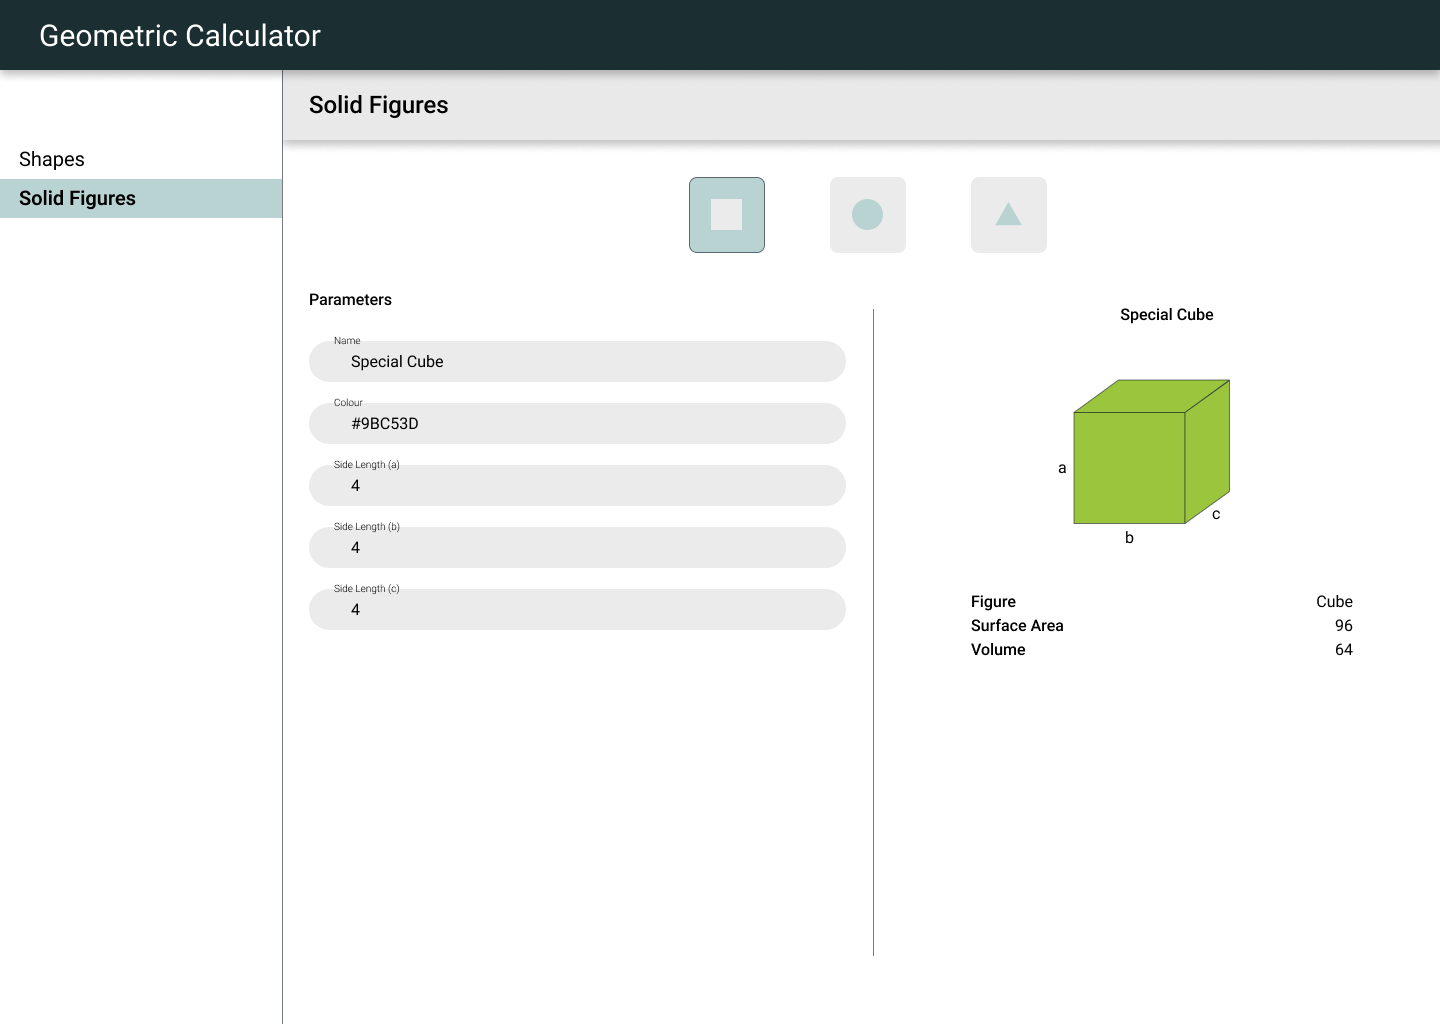 Geometric Calculator
Shapes
Solid Figures
Solid Figures
Parameters
Name
Special Cube
Colour
#9BC53D
Side Length (a)
4
Side Length (b)
4
Side Length (c)
4
Special Cube
a
c
b
Figure Cube
Surface Area 96
Volume 64